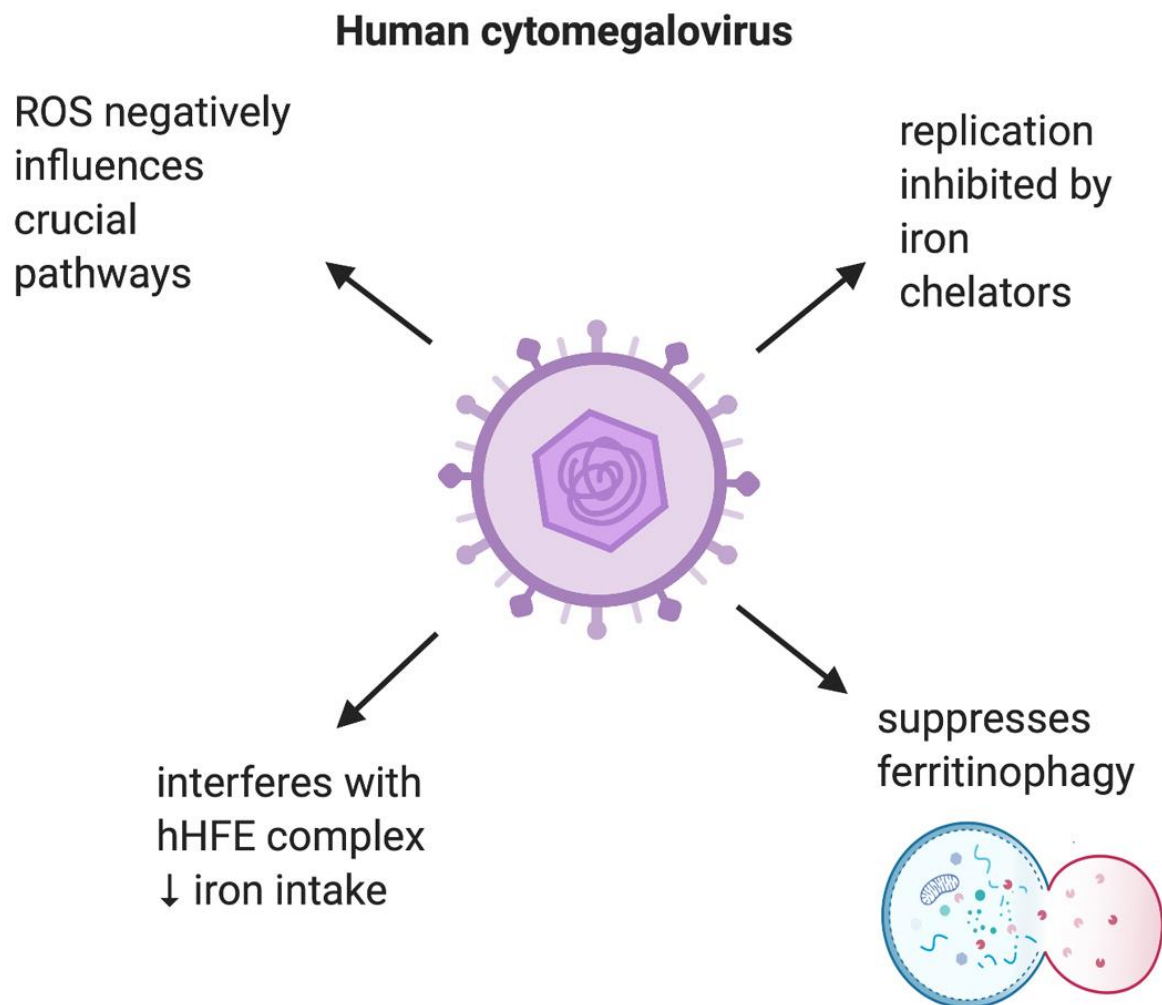 Human cytomegalovirus
ROS negatively
influences
crucial
pathways
replication
inhibited by
iron
chelators
interferes with
hHFE complex
↓ iron intake
suppresses
ferritinophagy